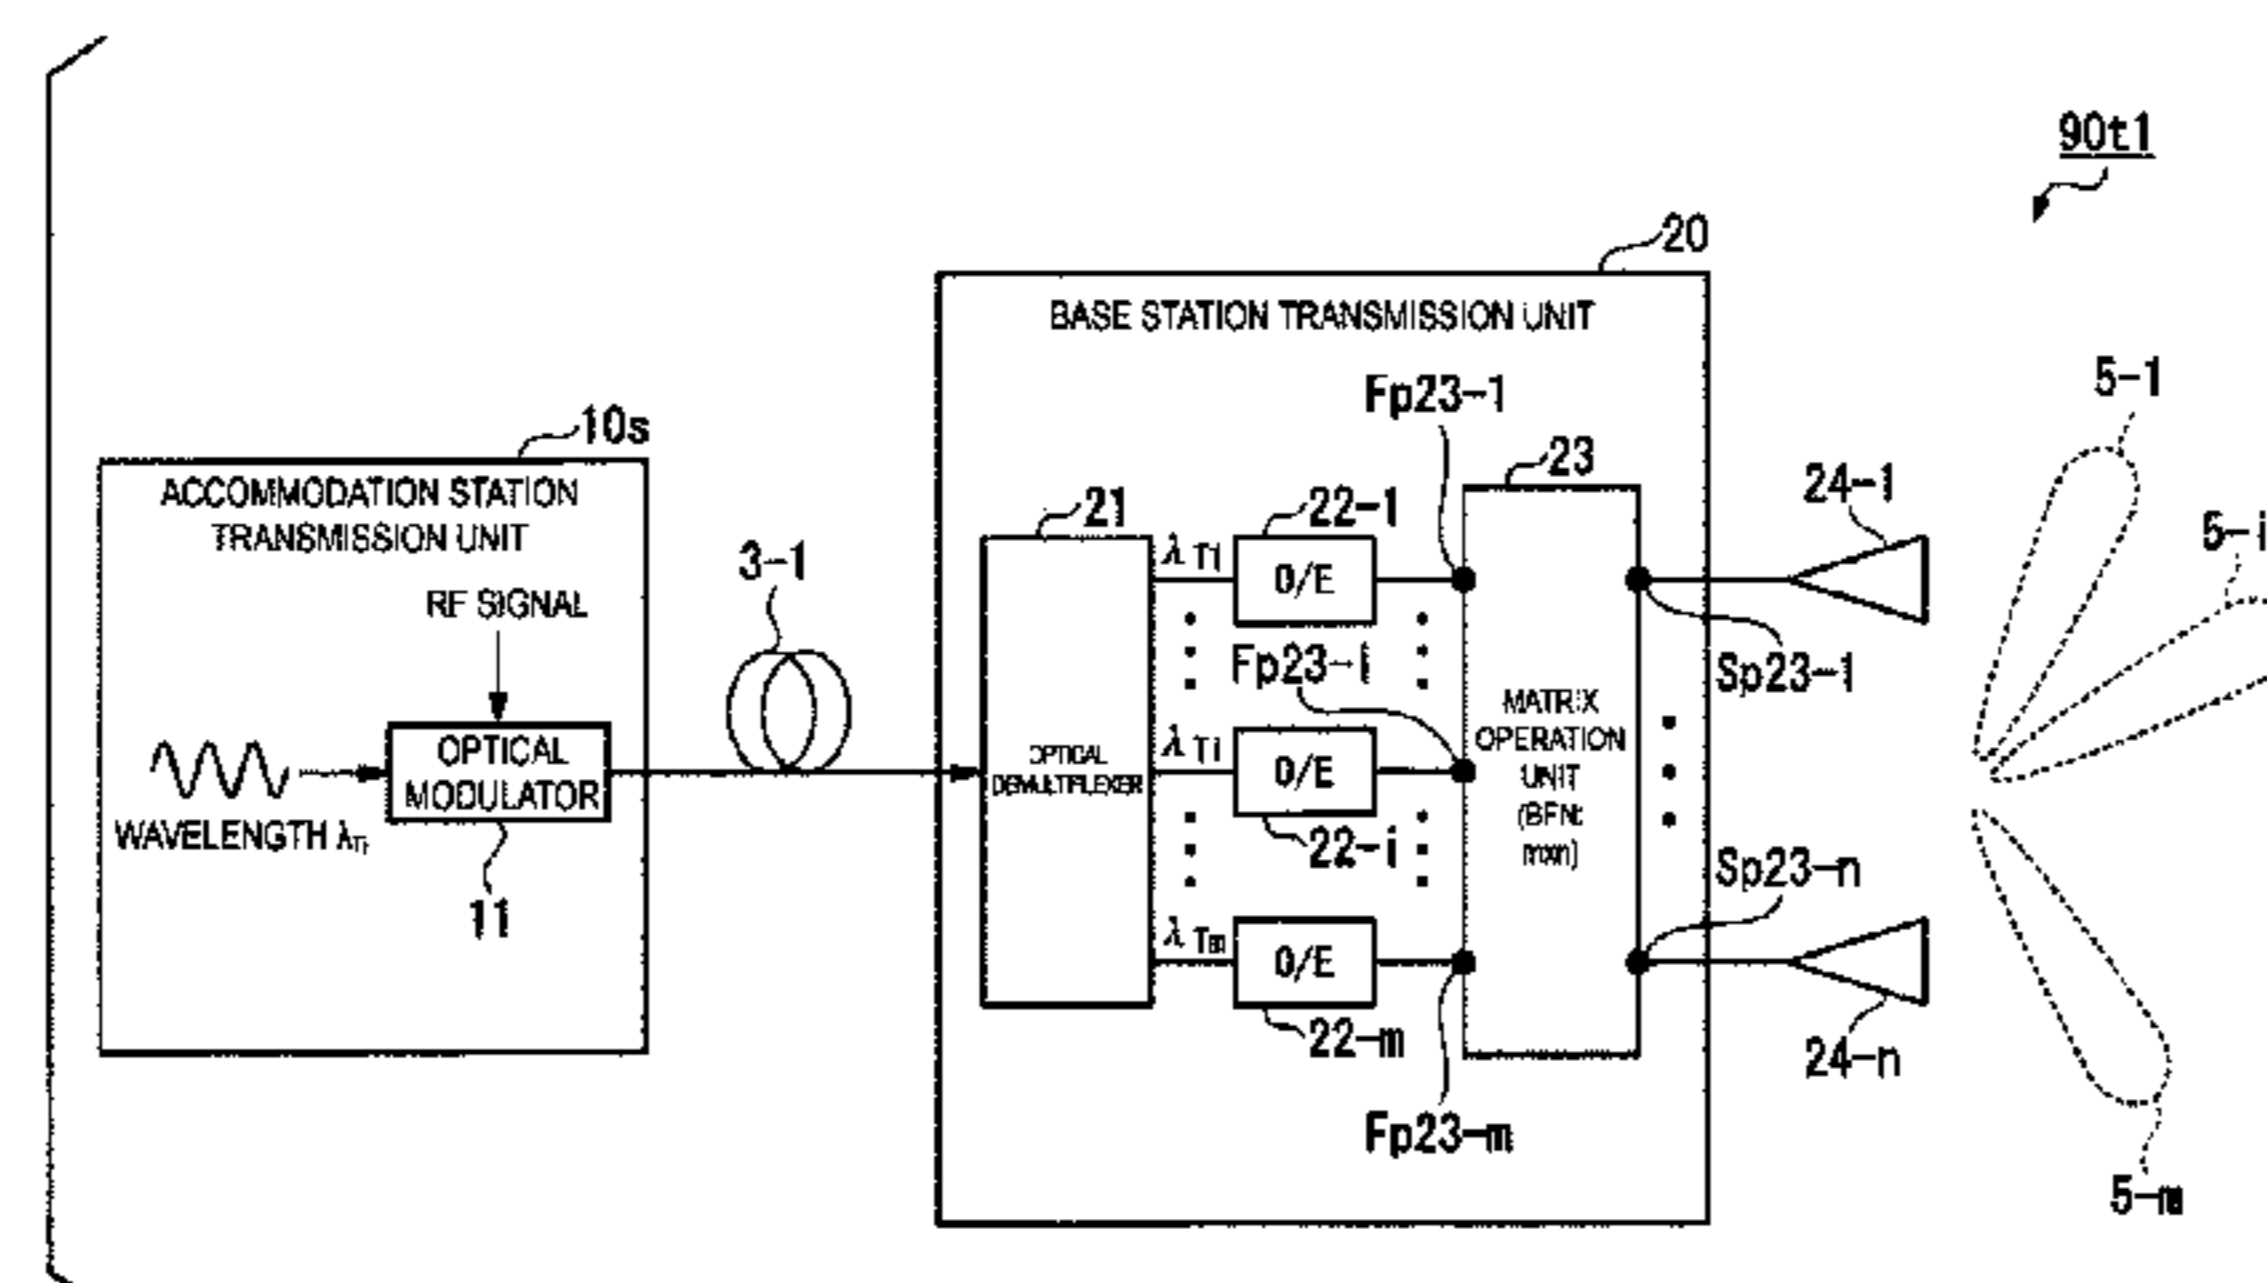 90t1
20
BASE STATION TRANSMISSION UNIT
5-1
Fp23-1
10s
23
24-1
ACCOMMODATION STATION
TRANSMISSION UNIT
21
22-1
5-i
3-1
λT1
O/E
RF SIGNAL
Fp23-i
Sp23-1
MATRIX
OPERATION
UNIT
(BFN:
m×n)
OPTICAL
MODULATOR
OPTICAL
DEMULTIPLEXER
λTi
O/E
WAVELENGTH λTi
22-i
Sp23-n
11
λTm
O/E
22-m
24-n
Fp23-m
5-m